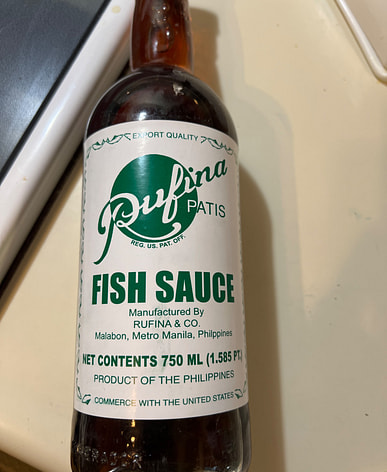 EXPORT QUALITY
Rufina
PATIS
REG. US. PAT. OFF.
FISH SAUCE
Manufactured By
RUFINA & CO.
Malabon, Metro Manila, Philppines
NET CONTENTS 750 ML (1.585 PT.)
PRODUCT OF THE PHILIPPINES
COMMERCE WITH THE UNITED STATES